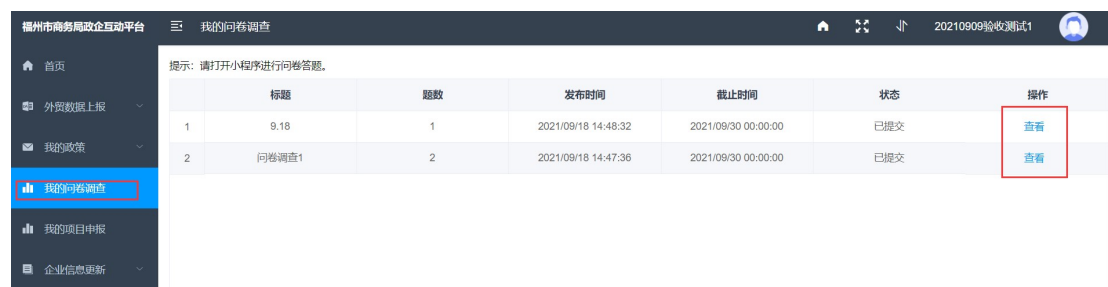 福州市商务局政企互动平台 我的问卷调查 20210909验收测试1
首页
外贸数据上报
我的政策
我的问卷调查
我的项目申报
企业信息更新
提示：请打开小程序进行问卷答题。
标题 题数 发布时间 截止时间 状态 操作
1 9.18 1 2021/09/18 14:48:32 2021/09/30 00:00:00 已提交 查看
2 问卷调查1 2 2021/09/18 14:47:36 2021/09/30 00:00:00 已提交 查看